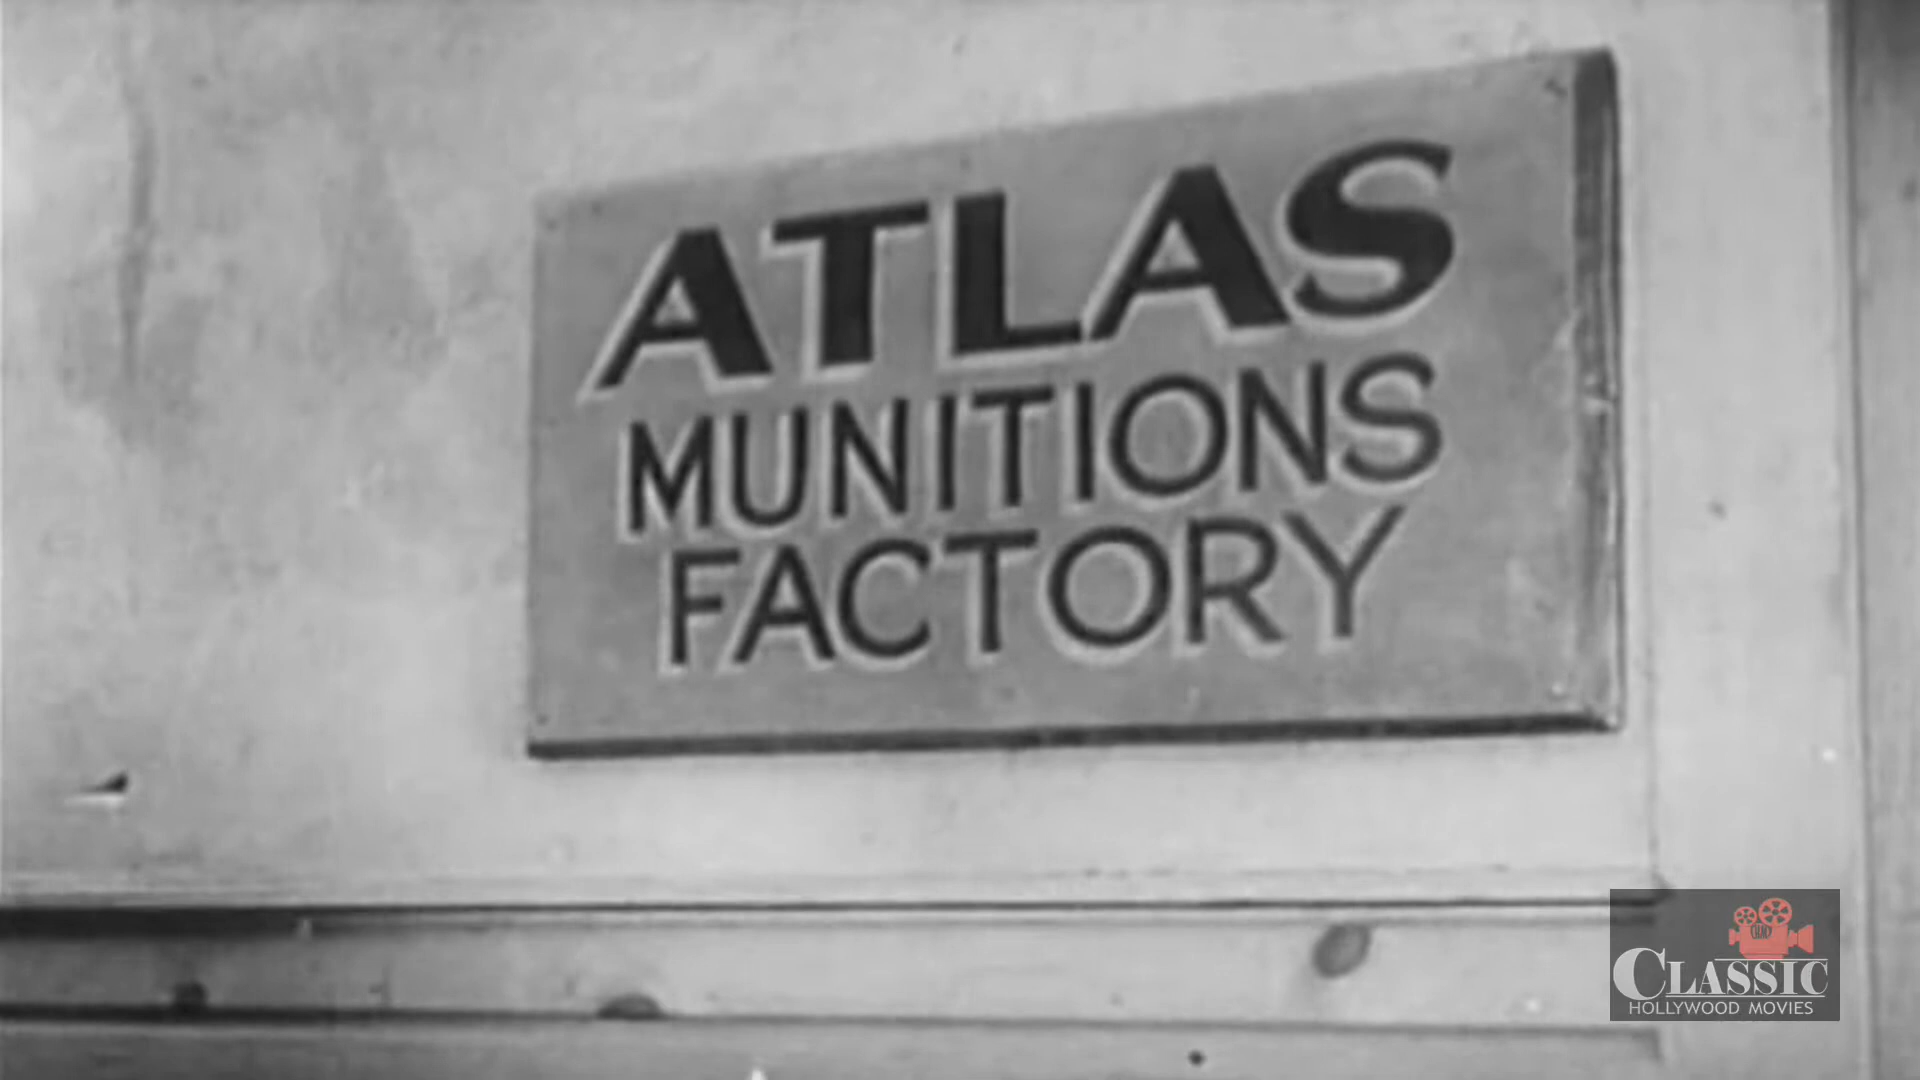 ATLAS
MUNITIONS
FACTORY
CLASSIC
HOLLYWOOD MOVIES